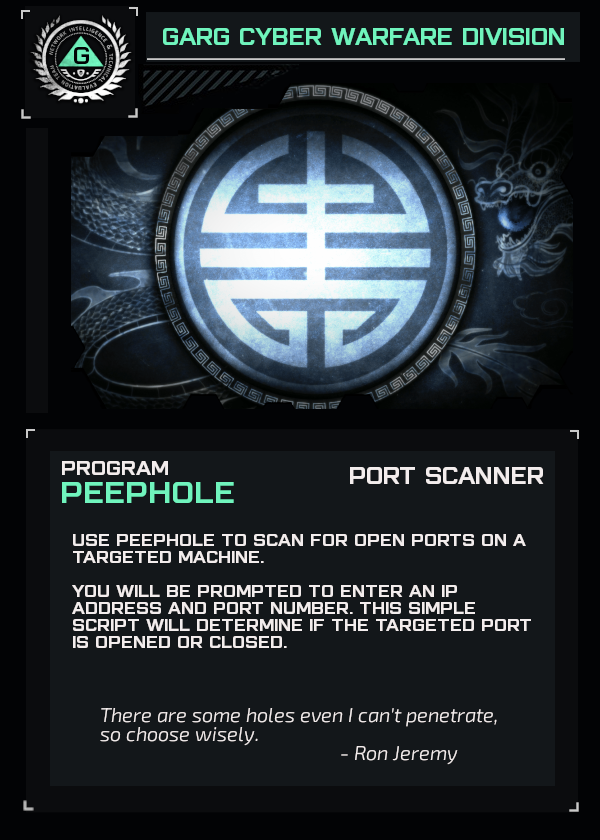 GARG CYBER WARFARE DIVISION
NETWORK INTELLIGENCE &
TECHNICAL EVALUATION TEAM
G
PROGRAM
PEEPHOLE
PORT SCANNER
USE PEEPHOLE TO SCAN FOR OPEN PORTS ON A
TARGETED MACHINE.
YOU WILL BE PROMPTED TO ENTER AN IP
ADDRESS AND PORT NUMBER. THIS SIMPLE
SCRIPT WILL DETERMINE IF THE TARGETED PORT
IS OPENED OR CLOSED.
There are some holes even I can't penetrate,
so choose wisely.
- Ron Jeremy